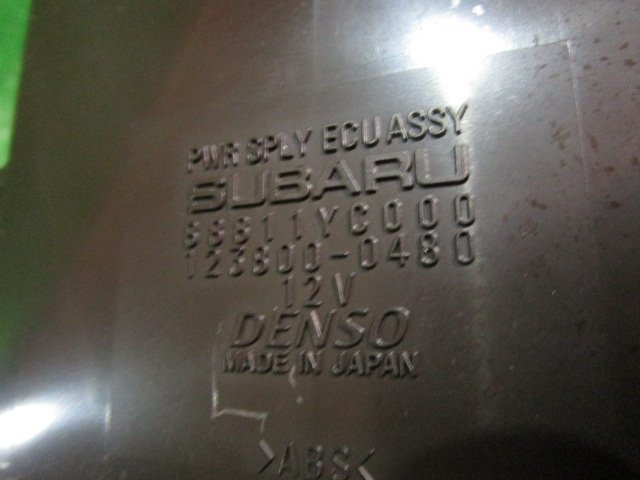 PWR SPLY ECU ASSY
SUBARU
88811YC000
123800-0480
12V
DENSO
MADE IN JAPAN
>ABS<